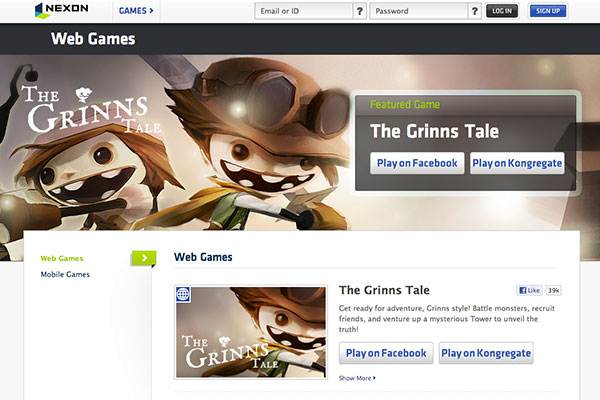 NEXON
GAMES
Email or ID
?
Password
?
LOG IN
SIGN UP
Web Games
THE
GRINNS
TALE
Featured Game
The Grinns Tale
Play on Facebook
Play on Kongregate
Web Games
Mobile Games
Web Games
THE
GRINNS
TALE
The Grinns Tale
Like
39k
Get ready for adventure, Grinns style! Battle monsters, recruit
friends, and venture up a mysterious Tower to unveil the
truth!
Play on Facebook
Play on Kongregate
Show More